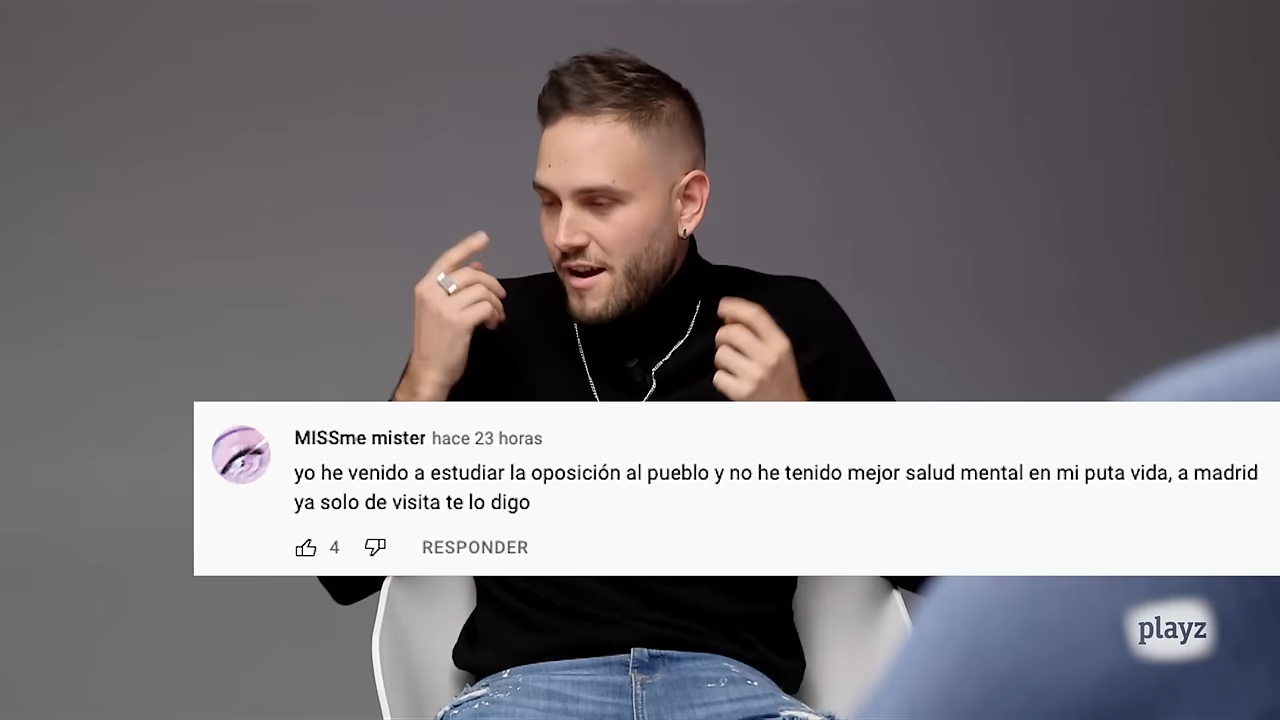 MISSme mister hace 23 horas
yo he venido a estudiar la oposición al pueblo y no he tenido mejor salud mental en mi puta vida, a madrid
ya solo de visita te lo digo
4 RESPONDER
playz